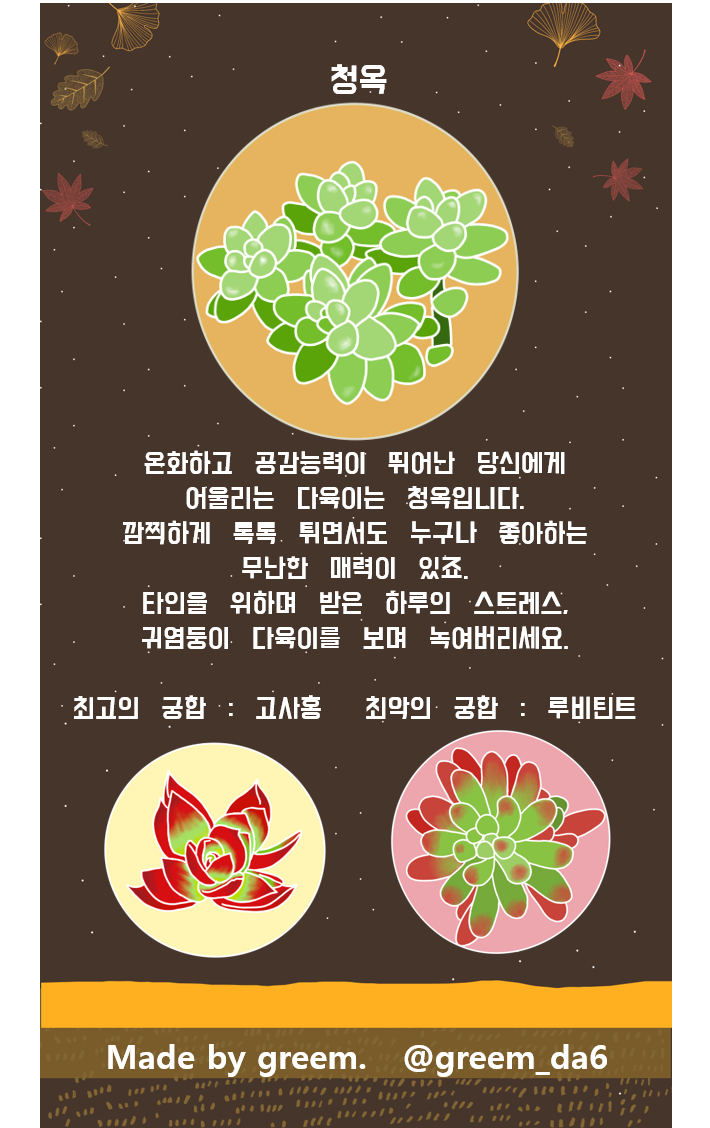 청옥
온화하고 공감능력이 뛰어난 당신에게
어울리는 다육이는 청옥입니다.
깜찍하게 톡톡 튀면서도 누구나 좋아하는
무난한 매력이 있죠.
타인을 위하며 받은 하루의 스트레스,
귀염둥이 다육이를 보며 녹여버리세요.
최고의 궁합 : 고사홍 최악의 궁합 : 루비틴트
Made by greem. @greem_da6